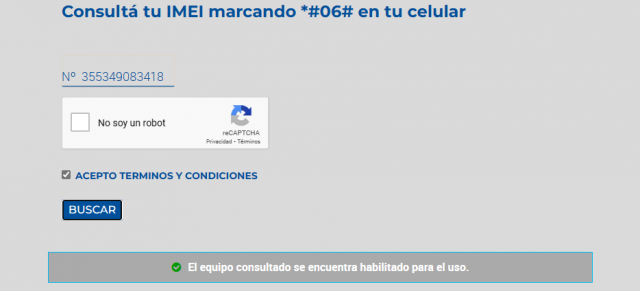 Consultá tu IMEI marcando *#06# en tu celular
Nº 355349083418
No soy un robot
reCAPTCHA
Privacidad • Términos
ACEPTO TERMINOS Y CONDICIONES
BUSCAR
El equipo consultado se encuentra habilitado para el uso.